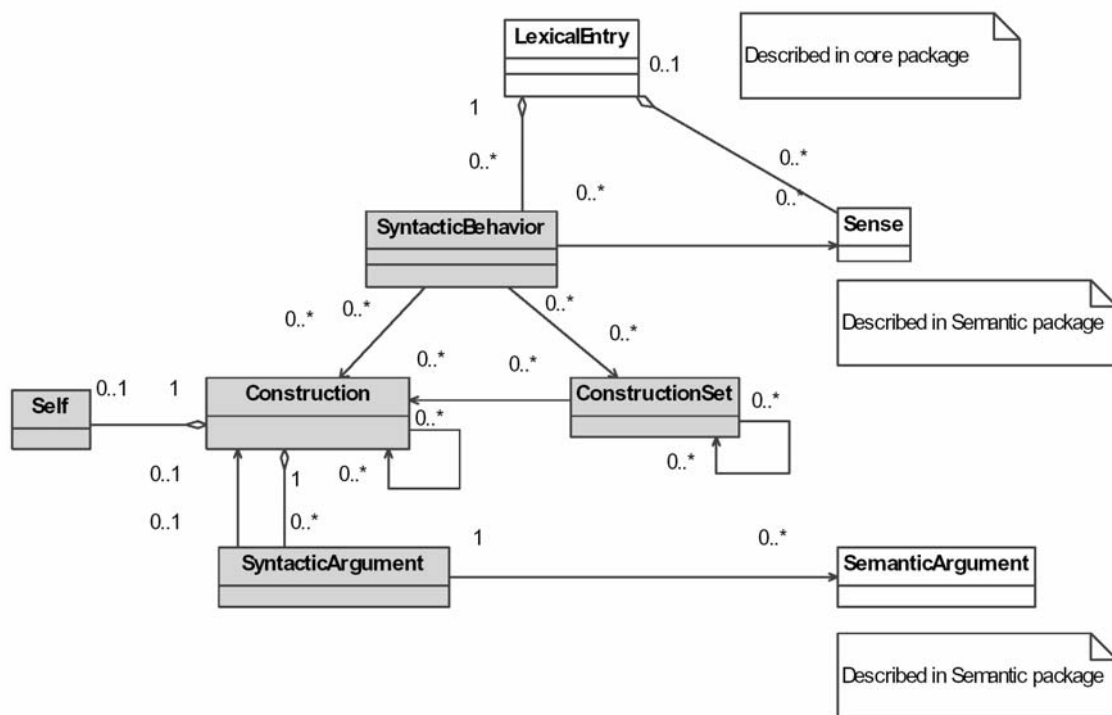 LexicalEntry
Described in core package
0..1
1
0..*
0..*
0..*
0..*
SyntacticBehavior
Sense
Described in Semantic package
0..*
0..*
0..*
0..*
0..*
0..*
0..1
1
Construction
ConstructionSet
Self
0..*
0..*
0..*
0..*
0..1
1
0..1
0..*
1
0..*
SyntacticArgument
SemanticArgument
Described in Semantic package